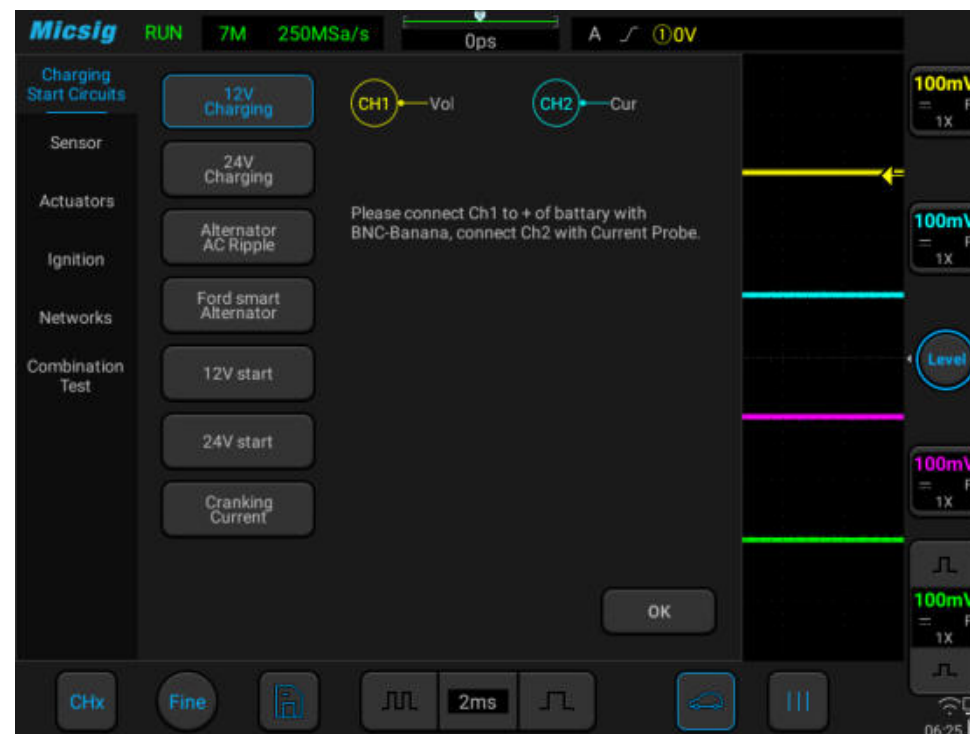 Micsig RUN 7M 250MSa/s 0ps A ①0V
Charging
Start Circuits
Sensor
Actuators
Ignition
Networks
Combination
Test
12V
Charging
24V
Charging
Alternator
AC Ripple
Ford smart
Alternator
12V start
24V start
Cranking
Current
CH1 Vol
CH2 Cur
Please connect Ch1 to + of battary with
BNC-Banana, connect Ch2 with Current Probe.
OK
100mV
1X
100mV
1X
Level
100mV
1X
100mV
1X
CHx
Fine
2ms
06:25